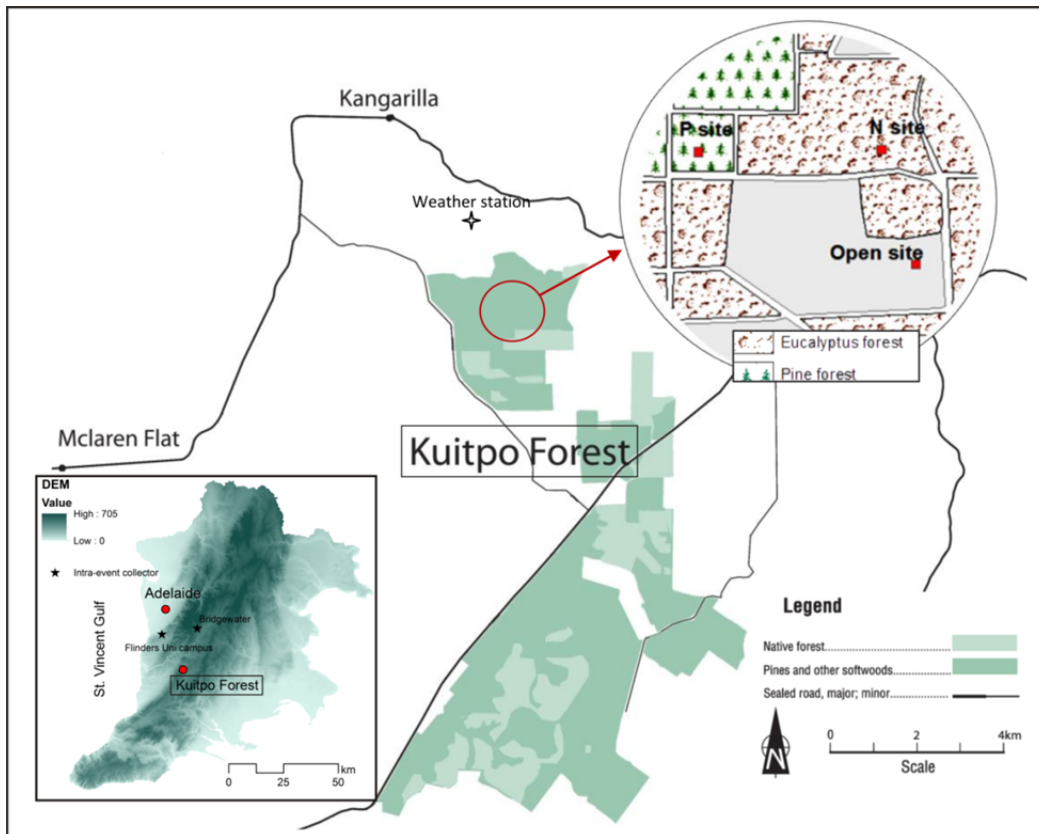 Kangarilla
Weather station
P site
N site
Open site
Eucalyptus forest
Pine forest
Mclaren Flat
Kuitpo Forest
DEM
Value
High : 705
Low : 0
Intra-event collector
Adelaide
Bridgewater
Flinders Uni campus
Kuitpo Forest
St. Vincent Gulf
km
0 25 50
Legend
Native forest
Pines and other softwoods
Sealed road, major; minor
N
0 2 4km
Scale